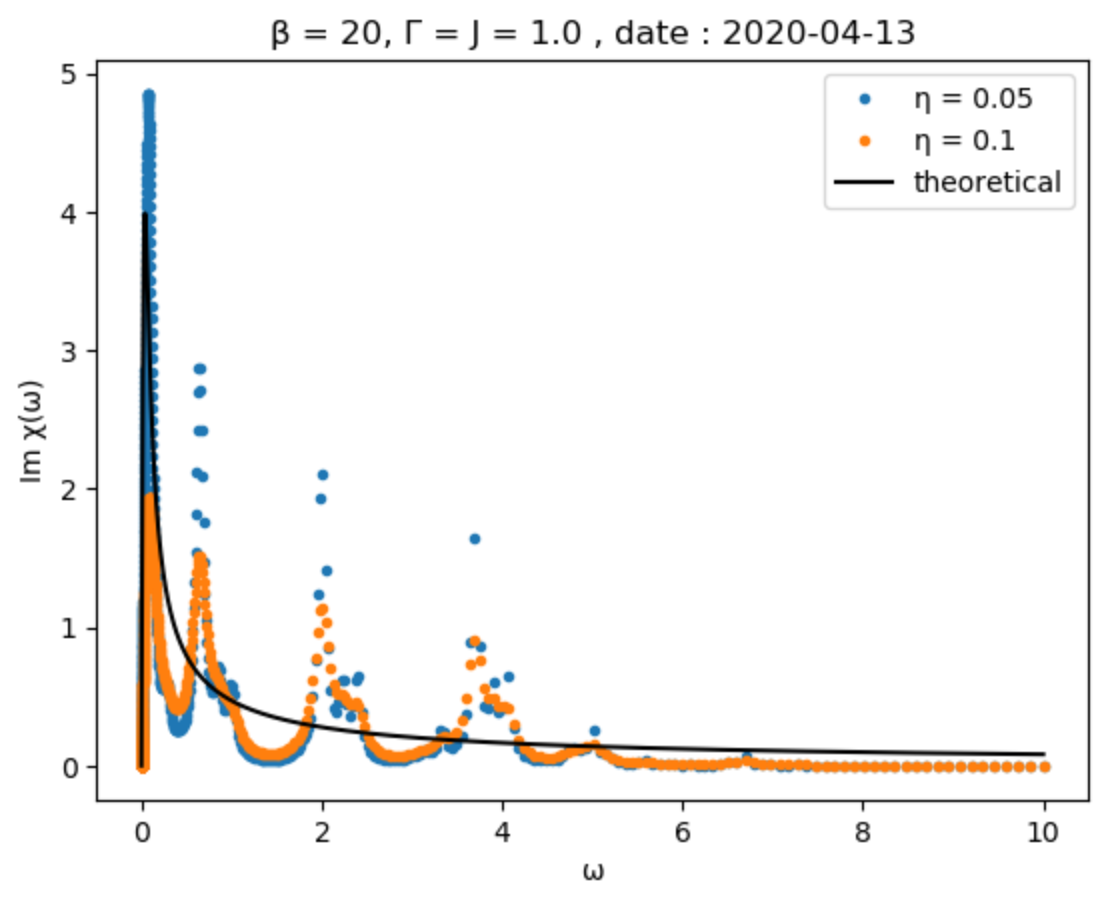 β = 20, Γ = J = 1.0 , date : 2020-04-13
5
4
3
2
1
0
Im χ(ω)
η = 0.05
η = 0.1
theoretical
0 2 4 6 8 10
ω